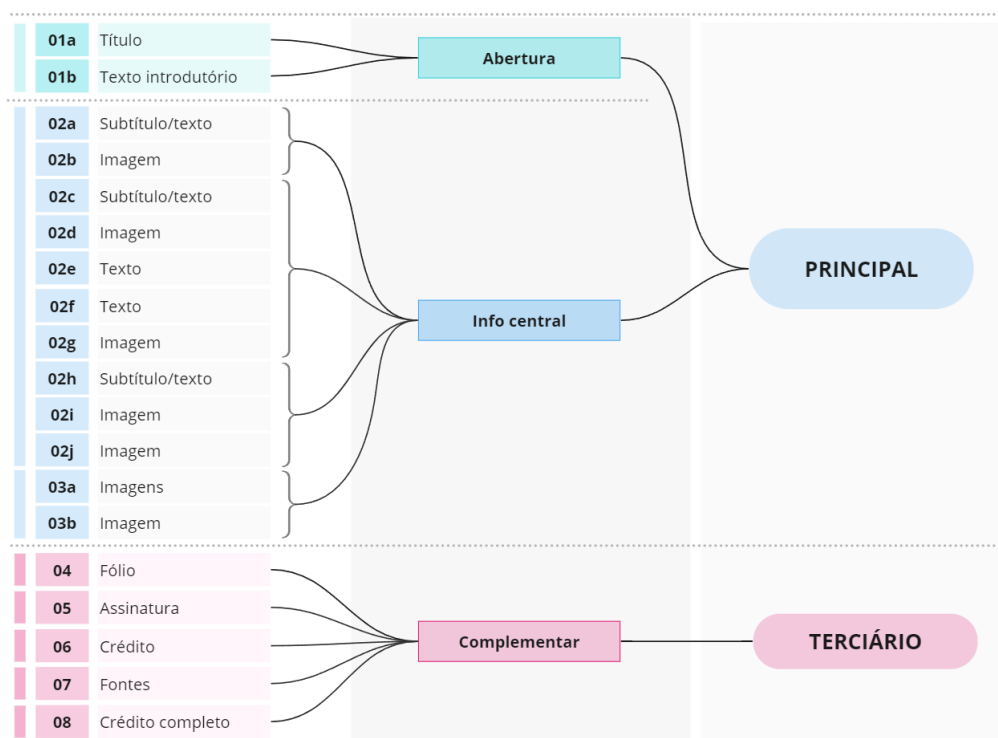 01a Título
01b Texto introdutório
Abertura
02a Subtítulo/texto
02b Imagem
02c Subtítulo/texto
02d Imagem
02e Texto
02f Texto
02g Imagem
02h Subtítulo/texto
02i Imagem
02j Imagem
03a Imagens
03b Imagem
Info central
PRINCIPAL
04 Fólio
05 Assinatura
06 Crédito
07 Fontes
08 Crédito completo
Complementar
TERCIÁRIO